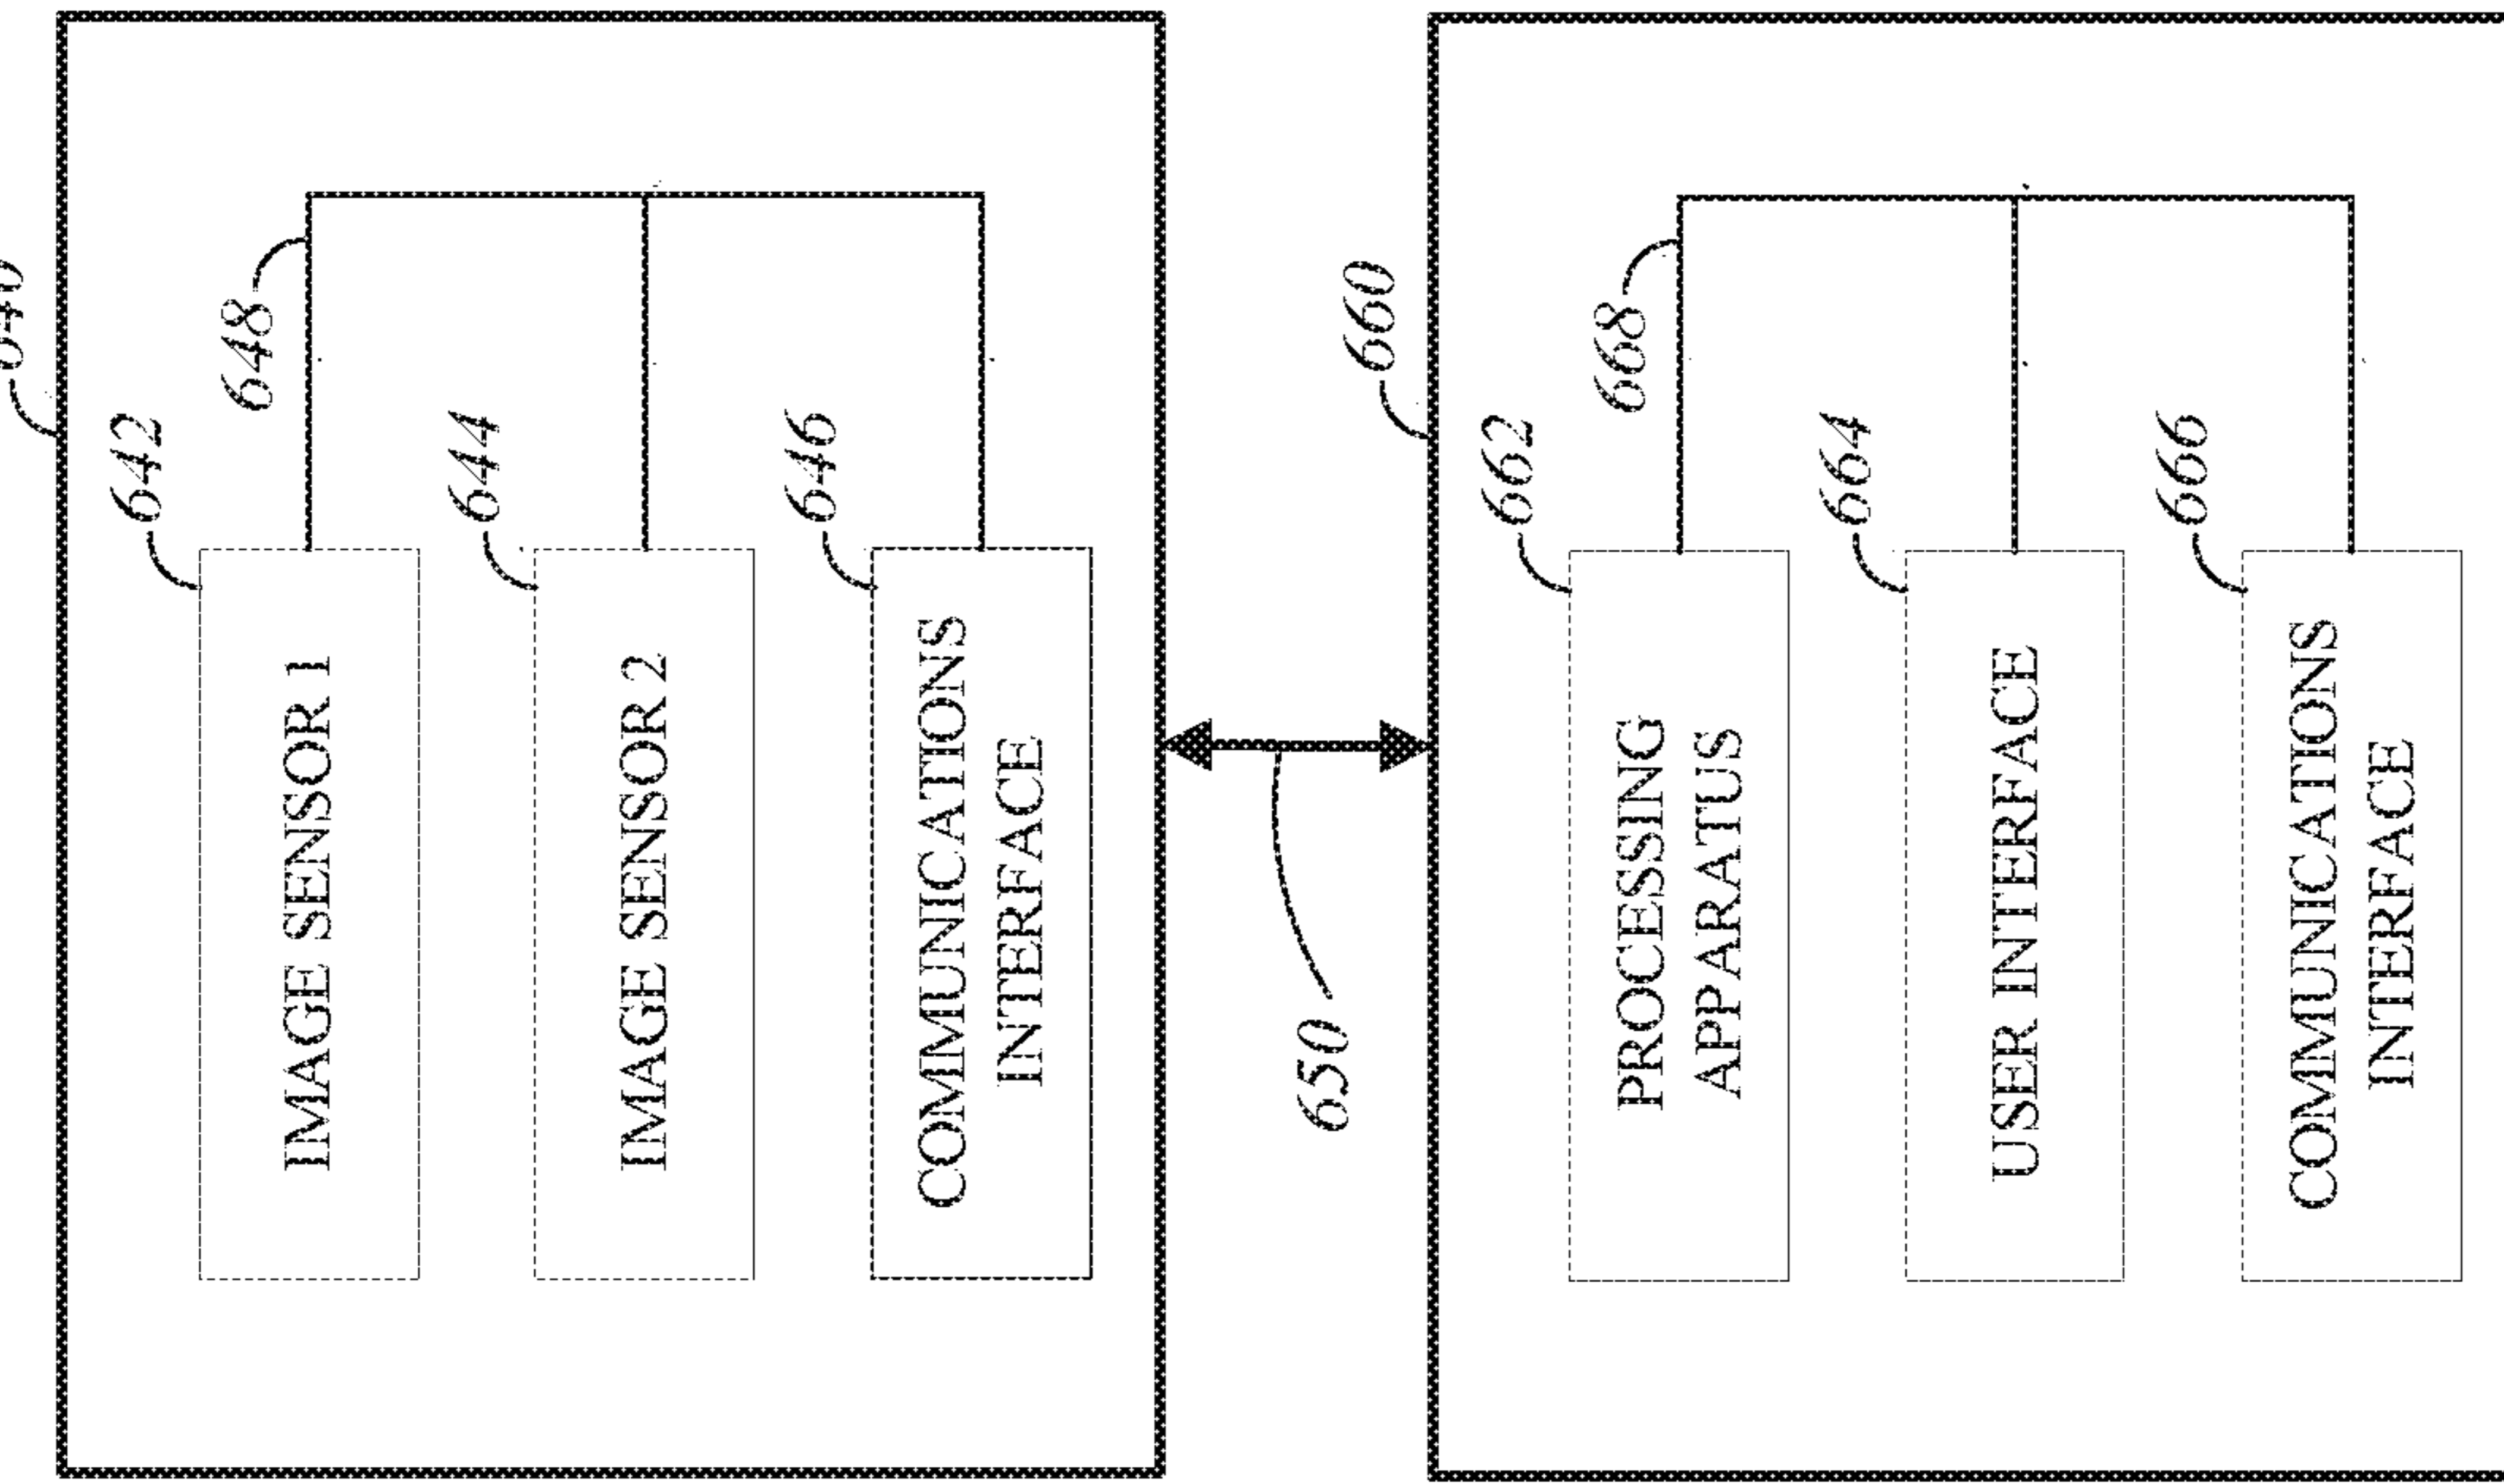 640
648
642
IMAGE SENSOR 1
644
IMAGE SENSOR 2
646
COMMUNICATIONS
INTERFACE
650
660
668
662
PROCESSING
APPARATUS
664
USER INTERFACE
666
COMMUNICATIONS
INTERFACE